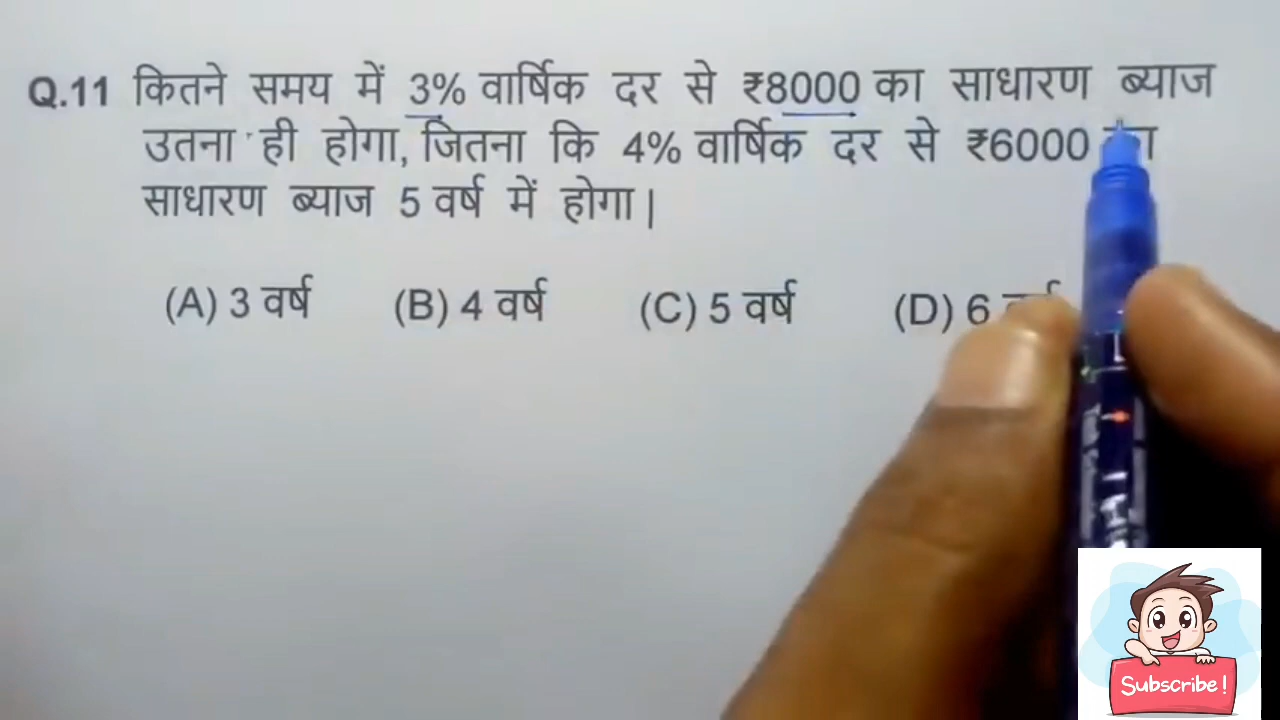 Q.11 कितने समय में 3% वार्षिक दर से ₹8000 का साधारण ब्याज
उतना ही होगा, जितना कि 4% वार्षिक दर से ₹6000
साधारण ब्याज 5 वर्ष में होगा |
(A) 3 वर्ष (B) 4 वर्ष (C) 5 वर्ष (D) 6
Subscribe!